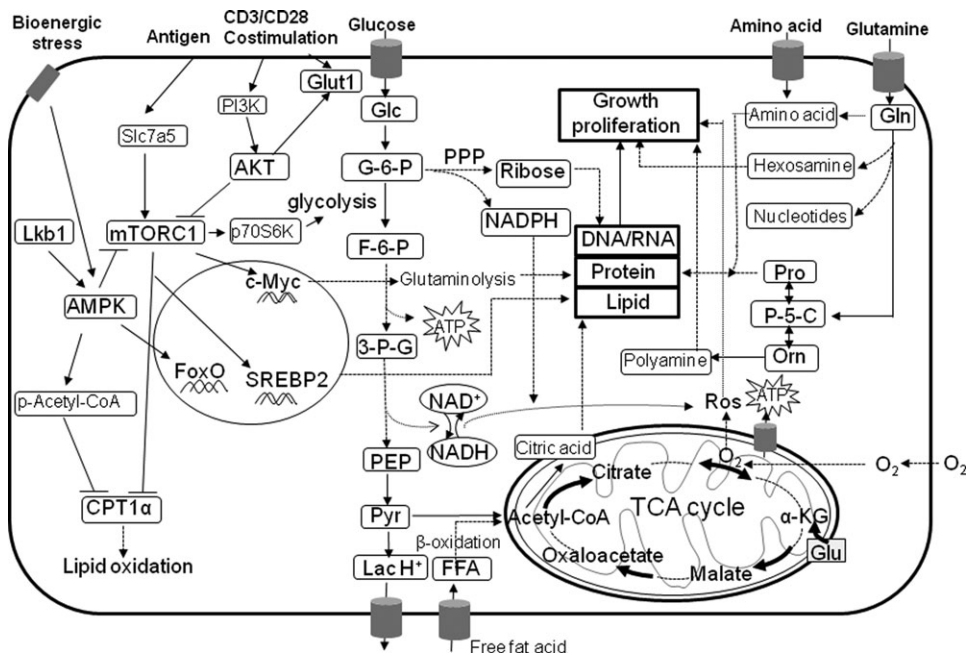 Bioenergic
stress
Antigen
CD3/CD28
Costimulation
Glucose
Amino acid
Glutamine
Glut1
PI3K
Slc7a5
AKT
Glc
G-6-P
PPP
Ribose
NADPH
Growth
proliferation
Amino acid
Gln
Hexosamine
Nucleotides
glycolysis
Lkb1
mTORC1
p70S6K
F-6-P
DNA/RNA
Protein
Lipid
Pro
P-5-C
Orn
Polyamine
c-Myc
Glutaminolysis
AMPK
ATP
3-P-G
FoxO
SREBP2
p-Acetyl-CoA
NAD+
NADH
Ros
ATP
PEP
Citric acid
Citrate
O2
O2
O2
CPT1α
Pyr
Acetyl-CoA
TCA cycle
α-KG
β-oxidation
Oxaloacetate
Glu
Malate
Lipid oxidation
Lac H+
FFA
Free fat acid